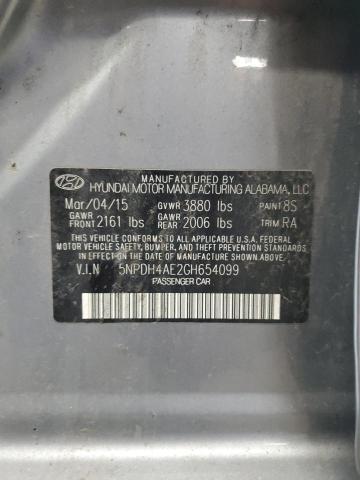 MANUFACTURED BY
HYUNDAI MOTOR MANUFACTURING ALABAMA, LLC
Mar/04/15 GVWR 3880 lbs PAINT 8S
GAWR FRONT 2161 lbs GAWR REAR 2006 lbs TRIM RA
THIS VEHICLE CONFORMS TO ALL APPLICABLE U.S. FEDERAL
MOTOR VEHICLE SAFETY, BUMPER, AND THEFT PREVENTION STANDARDS
IN EFFECT ON THE DATE OF MANUFACTURE SHOWN ABOVE.
V.I.N 5NPDH4AE2GH654099
PASSENGER CAR